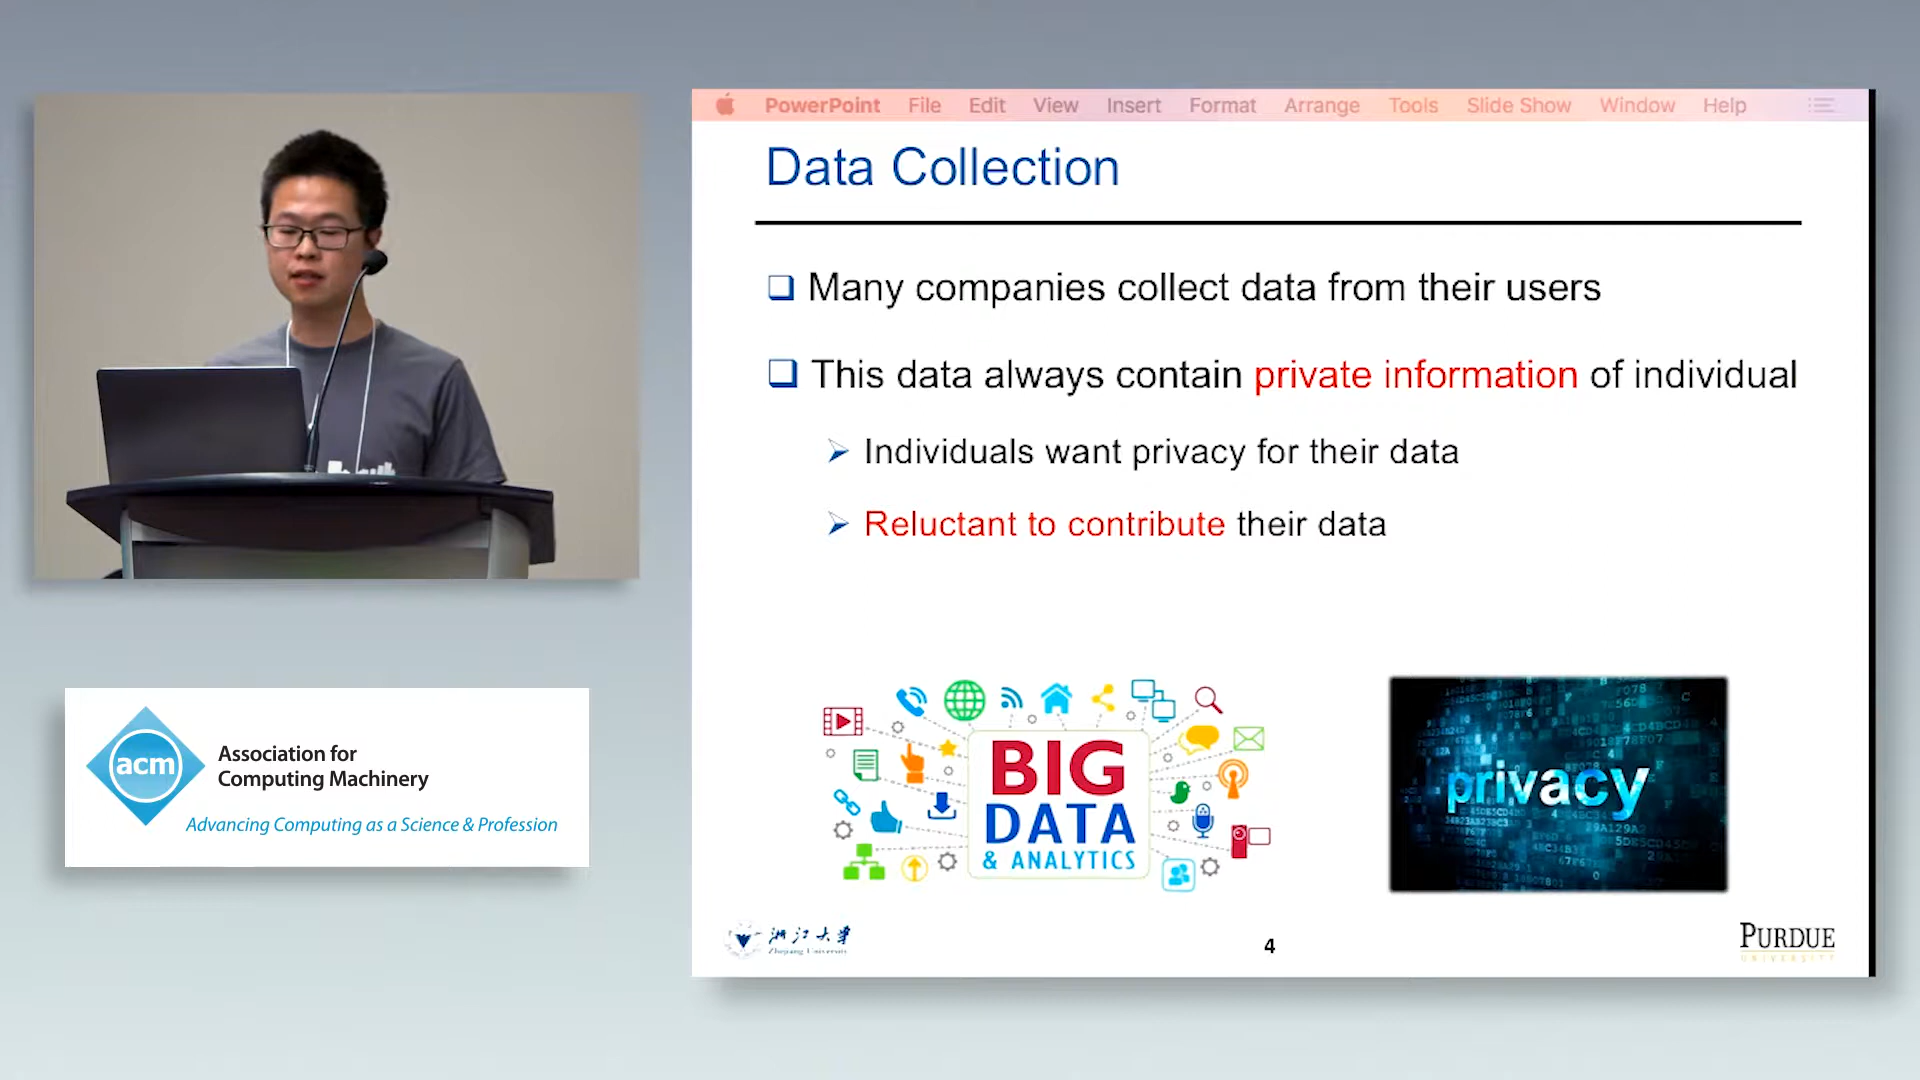 PowerPoint File Edit View Insert Format Arrange Tools Slide Show Window Help
Data Collection
Many companies collect data from their users
This data always contain private information of individual
Individuals want privacy for their data
Reluctant to contribute their data
BIG
DATA
& ANALYTICS
privacy
acm
Association for
Computing Machinery
Advancing Computing as a Science & Profession
浙江大学
Zhejiang University
4
PURDUE
UNIVERSITY